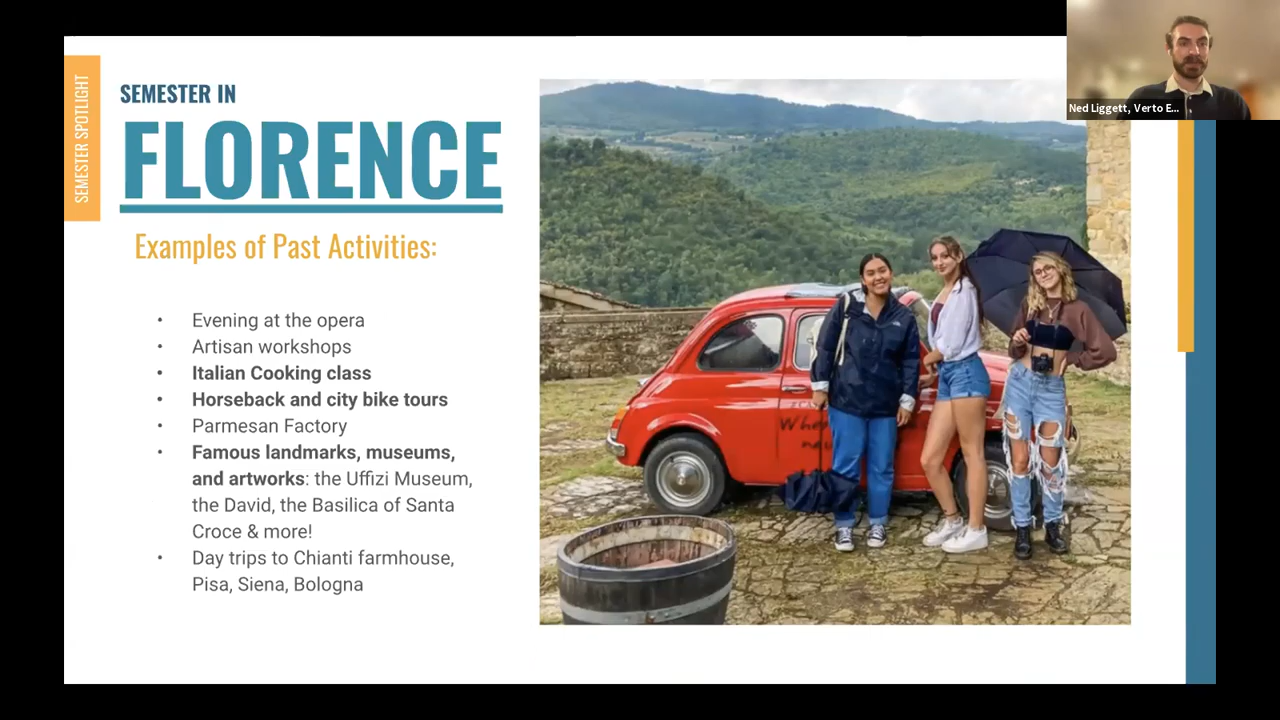 SEMESTER SPOTLIGHT
SEMESTER IN
FLORENCE
Examples of Past Activities:
• Evening at the opera
• Artisan workshops
• Italian Cooking class
• Horseback and city bike tours
• Parmesan Factory
• Famous landmarks, museums,
and artworks: the Uffizi Museum,
the David, the Basilica of Santa
Croce & more!
• Day trips to Chianti farmhouse,
Pisa, Siena, Bologna
Ned Liggett, Verto E...